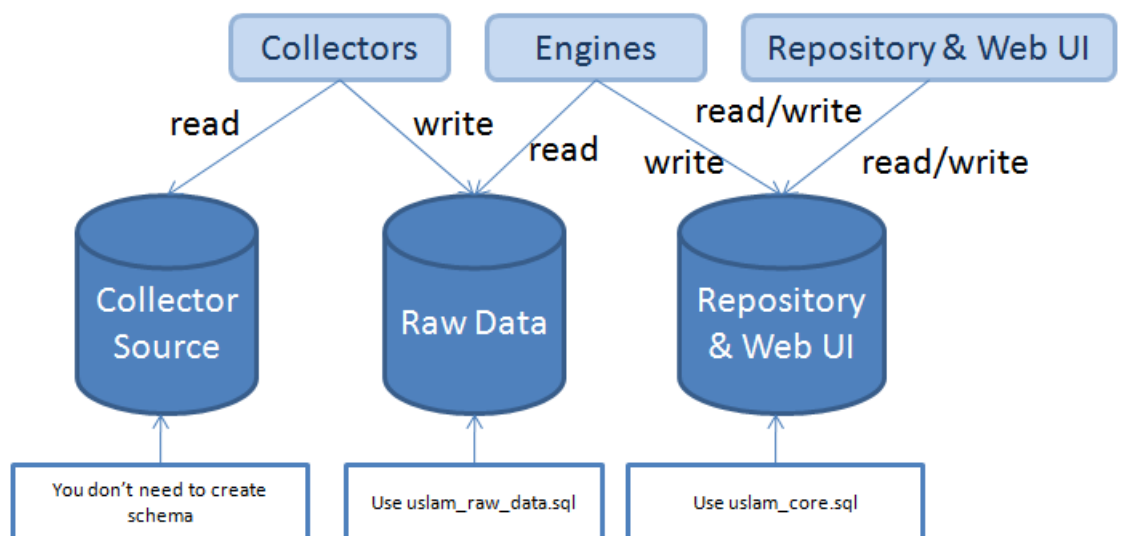 Collectors
Engines
Repository & Web UI
read
write
read
read/write
write
read/write
Collector
Source
Raw Data
Repository
& Web UI
You don’t need to create
schema
Use uslam_raw_data.sql
Use uslam_core.sql